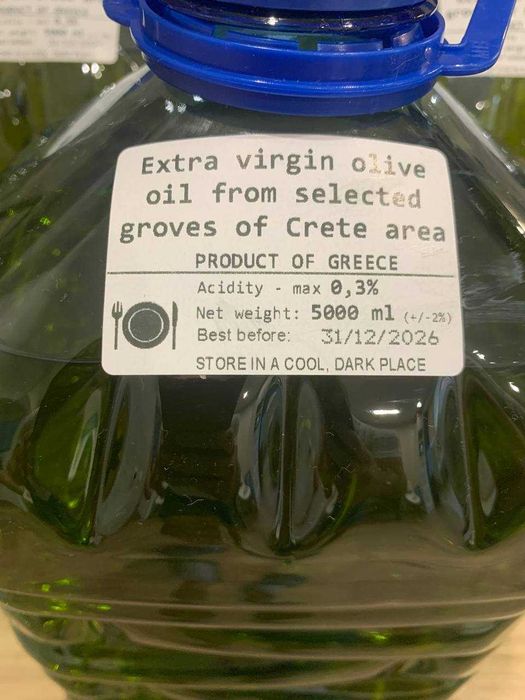 Extra virgin olive
oil from selected
groves of Crete area
PRODUCT OF GREECE
Acidity - max 0,3%
Net weight: 5000 ml (+/-2%)
Best before: 31/12/2026
STORE IN A COOL, DARK PLACE